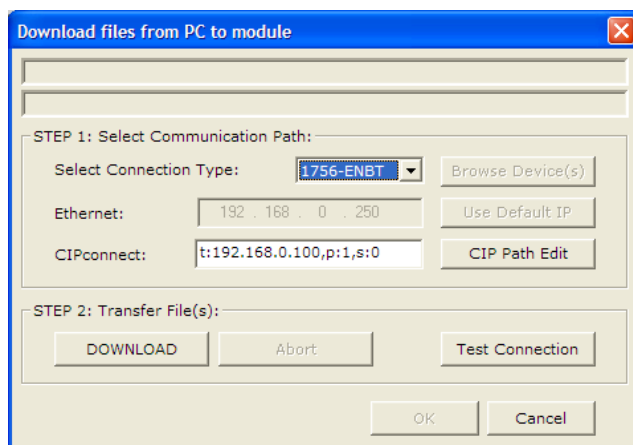 Download files from PC to module
STEP 1: Select Communication Path:
Select Connection Type: 1756-ENBT Browse Device(s)
Ethernet: 192 . 168 . 0 . 250 Use Default IP
CIPconnect: t:192.168.0.100,p:1,s:0 CIP Path Edit
STEP 2: Transfer File(s):
DOWNLOAD Abort Test Connection
OK Cancel